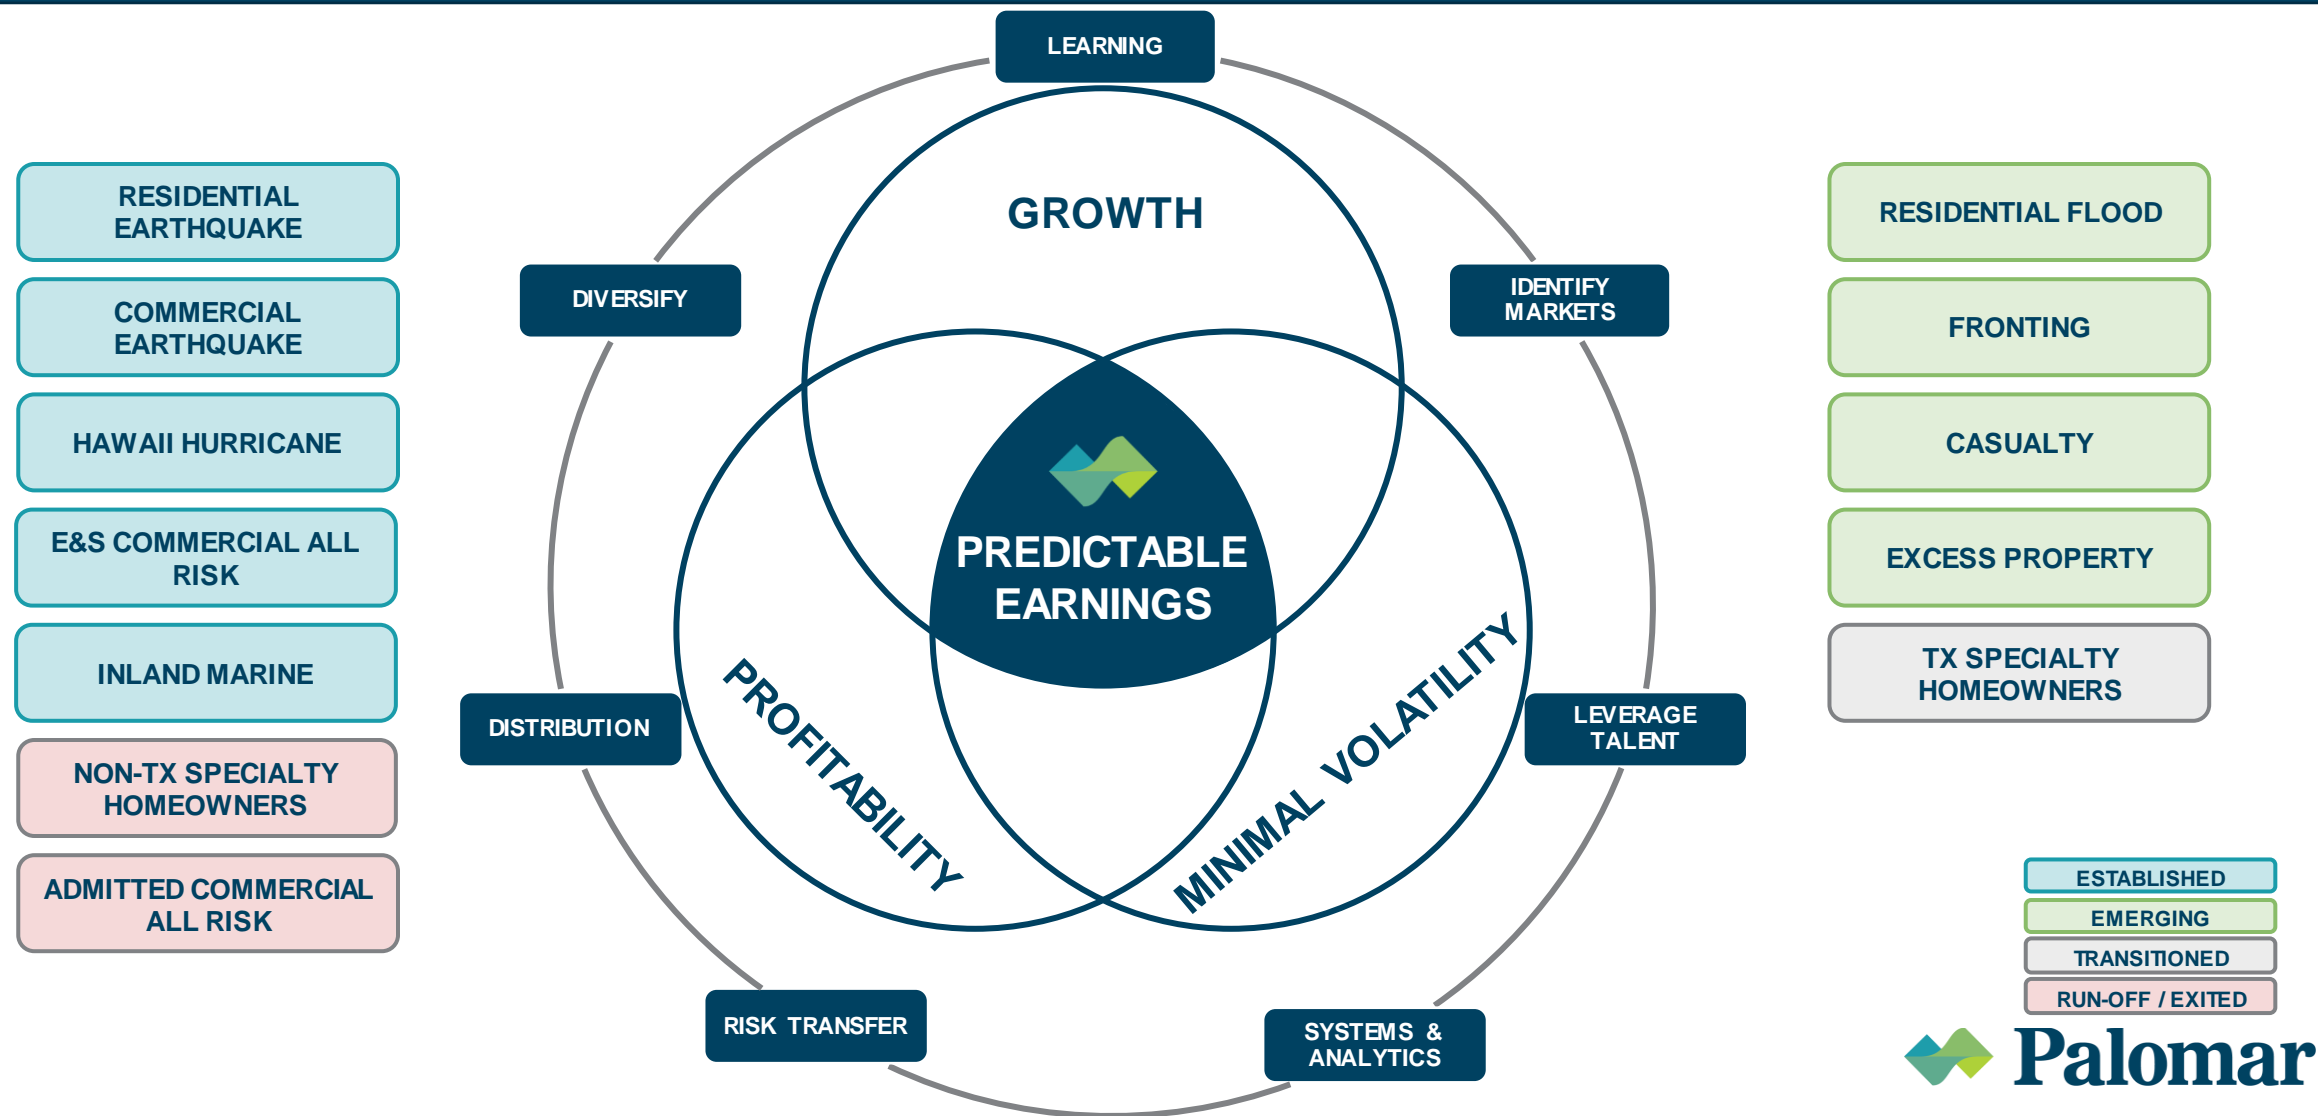 LEARNING
GROWTH
DIVERSIFY
IDENTIFY
MARKETS
PREDICTABLE
EARNINGS
PROFITABILITY
MINIMAL VOLATILITY
DISTRIBUTION
LEVERAGE
TALENT
RISK TRANSFER
SYSTEMS &
ANALYTICS
RESIDENTIAL
EARTHQUAKE
COMMERCIAL
EARTHQUAKE
HAWAII HURRICANE
E&S COMMERCIAL ALL
RISK
INLAND MARINE
NON-TX SPECIALTY
HOMEOWNERS
ADMITTED COMMERCIAL
ALL RISK
RESIDENTIAL FLOOD
FRONTING
CASUALTY
EXCESS PROPERTY
TX SPECIALTY
HOMEOWNERS
ESTABLISHED
EMERGING
TRANSITIONED
RUN-OFF / EXITED
Palomar